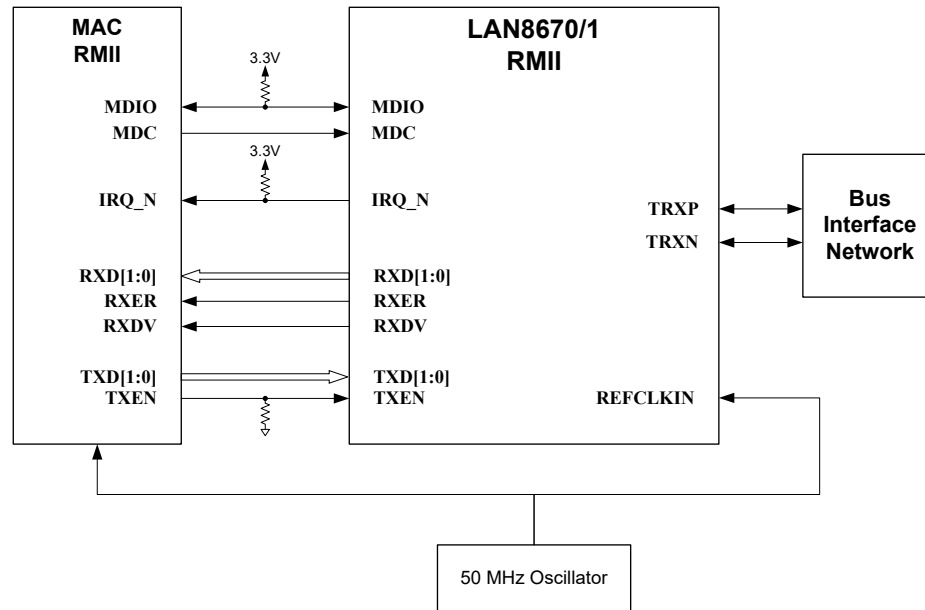 MAC
RMII
LAN8670/1
RMII
3.3V
MDIO
MDIO
MDC
MDC
3.3V
IRQ_N
IRQ_N
TRXP
TRXN
Bus
Interface
Network
RXD[1:0]
RXD[1:0]
RXER
RXER
RXDV
RXDV
TXD[1:0]
TXD[1:0]
TXEN
TXEN
REFCLKIN
50 MHz Oscillator